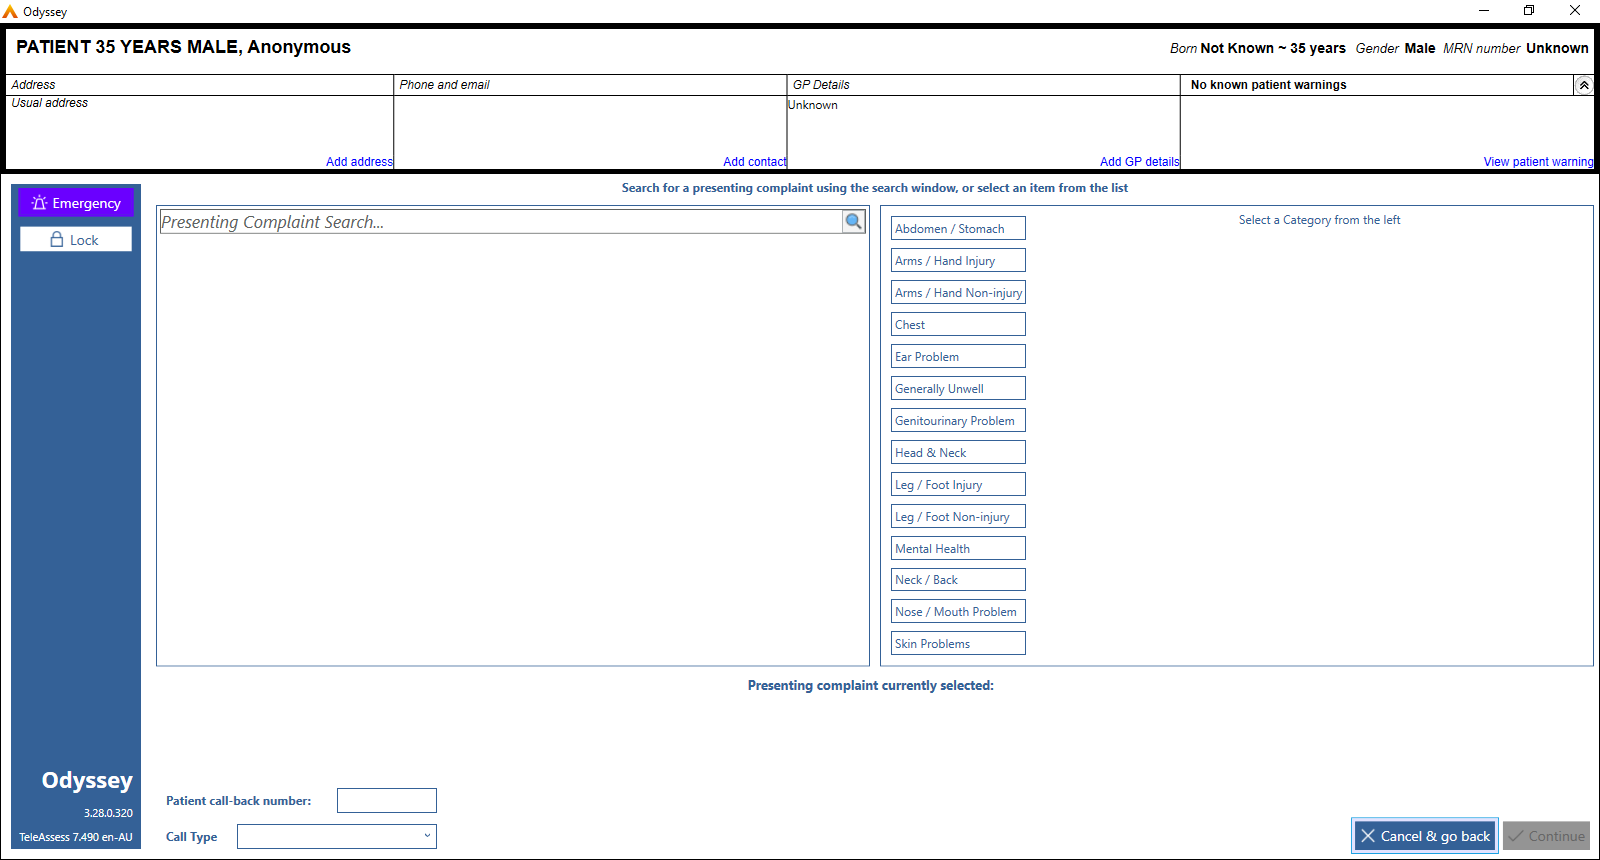 Odyssey
PATIENT 35 YEARS MALE, Anonymous
Born Not Known ~ 35 years Gender Male MRN number Unknown
Address
Usual address
Add address
Phone and email
Add contact
GP Details
Unknown
Add GP details
No known patient warnings
View patient warning
Emergency
Lock
Search for a presenting complaint using the search window, or select an item from the list
Presenting Complaint Search...
Abdomen / Stomach
Arms / Hand Injury
Arms / Hand Non-injury
Chest
Ear Problem
Generally Unwell
Genitourinary Problem
Head & Neck
Leg / Foot Injury
Leg / Foot Non-injury
Mental Health
Neck / Back
Nose / Mouth Problem
Skin Problems
Select a Category from the left
Presenting complaint currently selected:
Odyssey
3.28.0.320
TeleAssess 7.490 en-AU
Patient call-back number:
Call Type
Cancel & go back
Continue